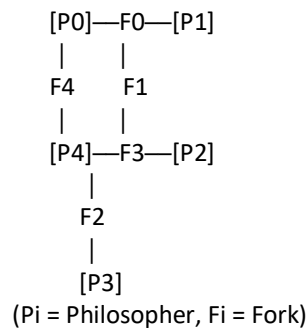 [P0]—F0—[P1]
|   |
F4   F1
|   |
[P4]—F3—[P2]
|
F2
|
[P3]
(Pi = Philosopher, Fi = Fork)